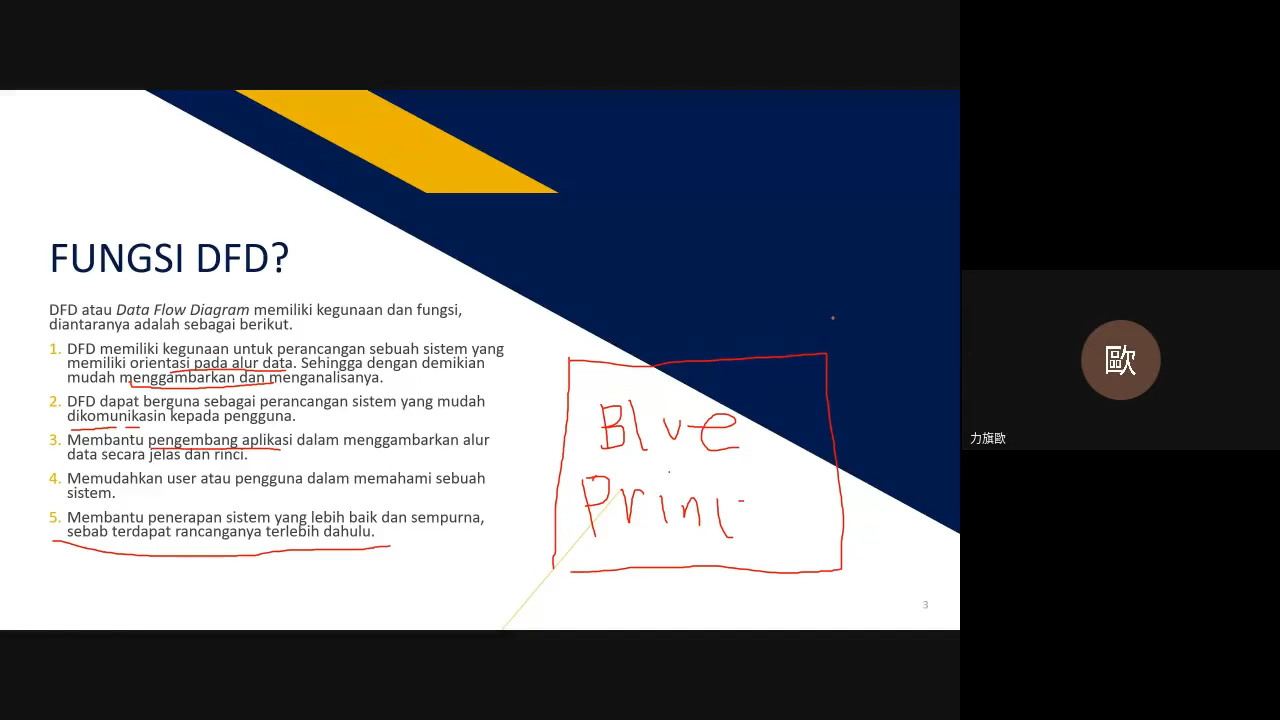 FUNGSI DFD?
DFD atau Data Flow Diagram memiliki kegunaan dan fungsi,
diantaranya adalah sebagai berikut.
1. DFD memiliki kegunaan untuk perancangan sebuah sistem yang
memiliki orientasi pada alur data. Sehingga dengan demikian
mudah menggambarkan dan menganalisanya.
2. DFD dapat berguna sebagai perancangan sistem yang mudah
dikomunikasin kepada pengguna.
3. Membantu pengembang aplikasi dalam menggambarkan alur
data secara jelas dan rinci.
4. Memudahkan user atau pengguna dalam memahami sebuah
sistem.
5. Membantu penerapan sistem yang lebih baik dan sempurna,
sebab terdapat rancanganya terlebih dahulu.
Blue
Print
3
歐
力旗歐